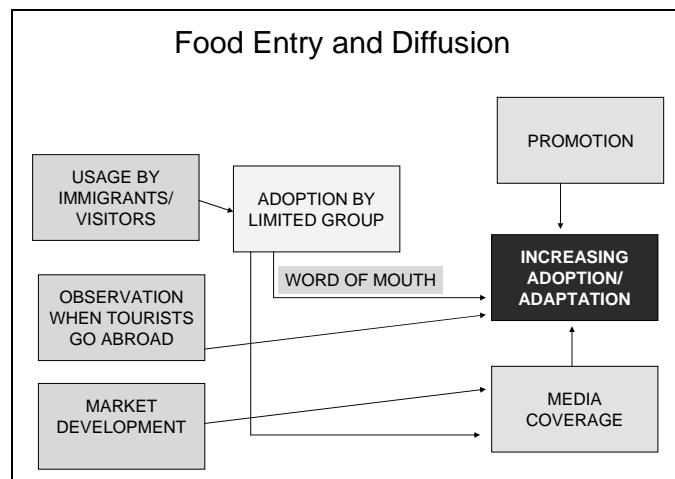 Food Entry and Diffusion
PROMOTION
USAGE BY
IMMIGRANTS/
VISITORS
ADOPTION BY
LIMITED GROUP
INCREASING
ADOPTION/
ADAPTATION
WORD OF MOUTH
OBSERVATION
WHEN TOURISTS
GO ABROAD
MARKET
DEVELOPMENT
MEDIA
COVERAGE